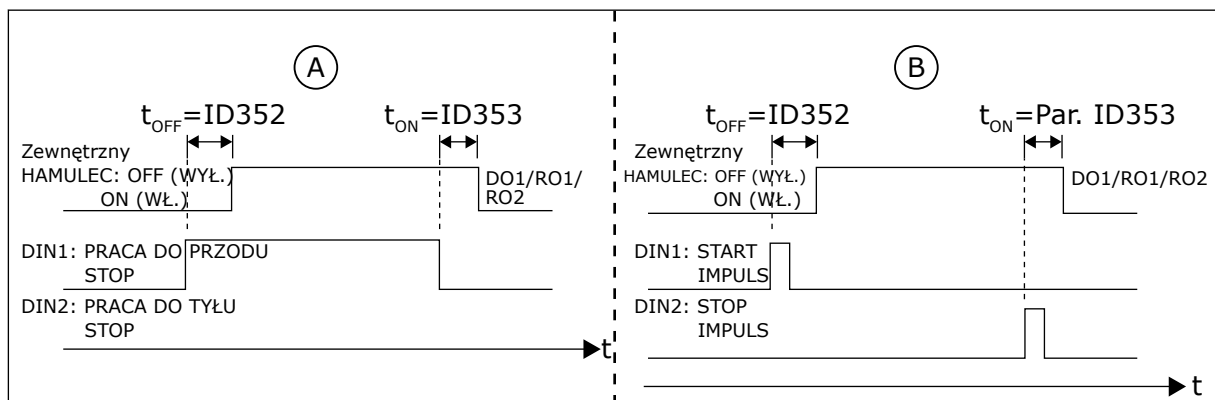 A
t_OFF=ID352
t_ON=ID353
Zewnętrzny
HAMULEC: OFF (WYŁ.)
ON (WŁ.)
DO1/RO1/
RO2
DIN1: PRACA DO PRZODU
STOP
DIN2: PRACA DO TYŁU
STOP
t
B
t_OFF=ID352
t_ON=Par. ID353
Zewnętrzny
HAMULEC: OFF (WYŁ.)
ON (WŁ.)
DO1/RO1/RO2
DIN1: START
IMPULS
DIN2: STOP
IMPULS
t